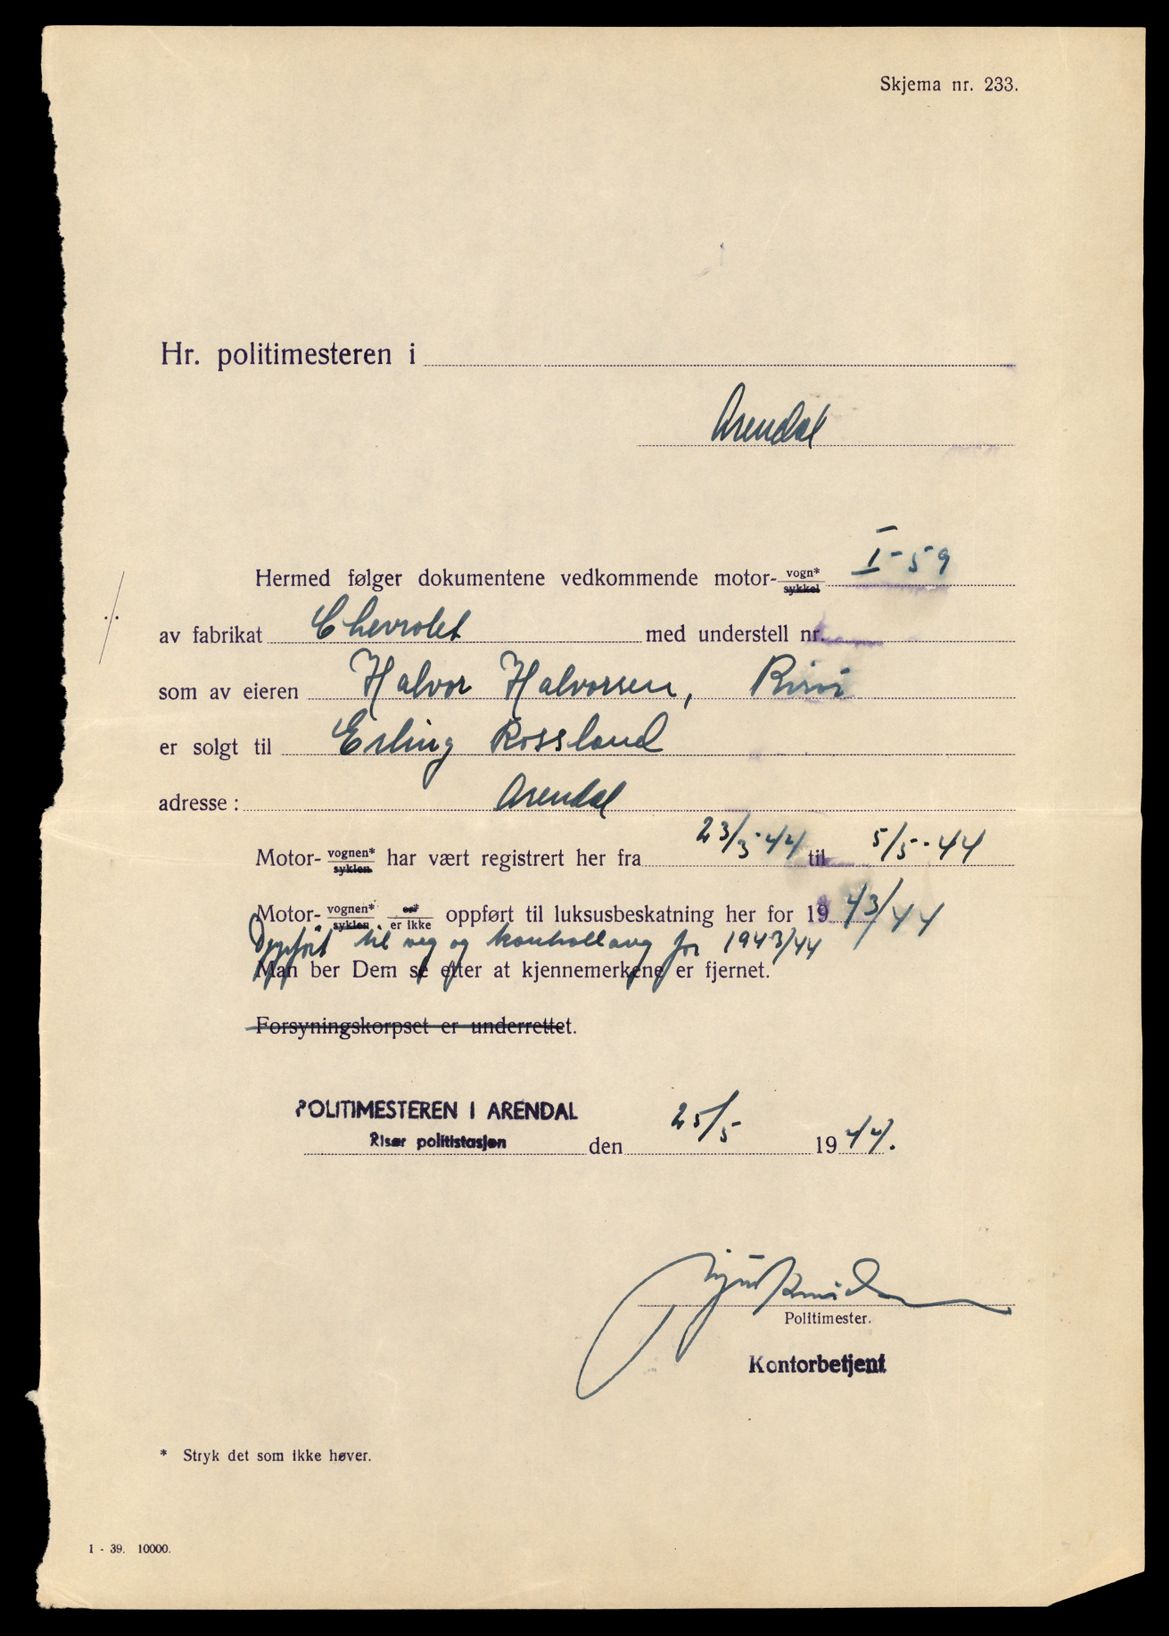 Skjema nr. 233.
Hr. politimesteren i
Arendal
Hermed følger dokumentene vedkommende motor- vogn* sykkel I-59
av fabrikat Chevrolet med understell nr.
som av eieren Halvor Halvorsen, Risör
er solgt til Erling Rossland
adresse: Arendal
Motor- vognen* syklen har vært registrert her fra 23/3-44 til 5/5-44
Motor- vognen* syklen er* er ikke oppført til luksusbeskatning her for 1943/44
Oppført til veg og kontrollavg for 1943/44
Man ber Dem se etter at kjennemerkene er fjernet.
Forsyningskorpset er underrettet.
POLITIMESTEREN I ARENDAL
Risør politistasjon den 25/5 1944.
Politimester.
Kontorbetjent
* Stryk det som ikke høver.
1 - 39. 10000.